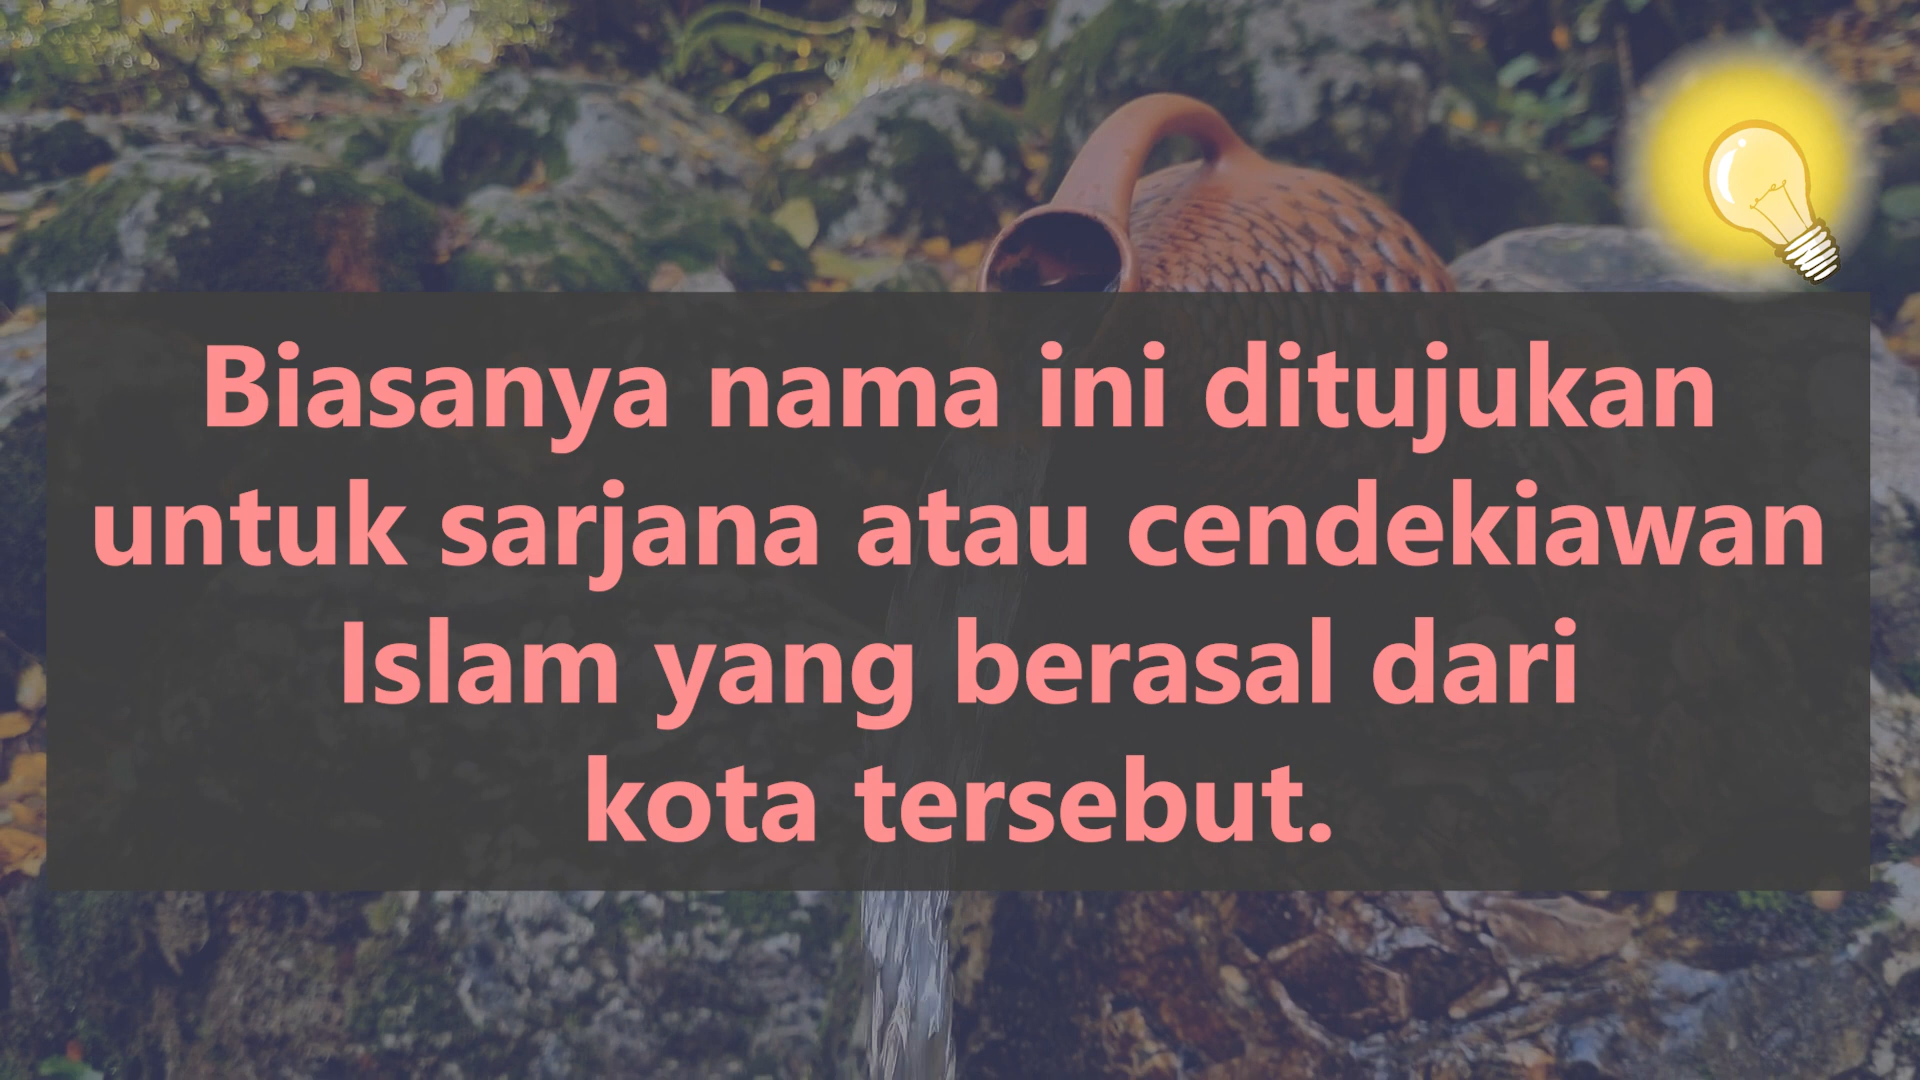 Biasanya nama ini ditujukan
untuk sarjana atau cendekiawan
Islam yang berasal dari
kota tersebut.